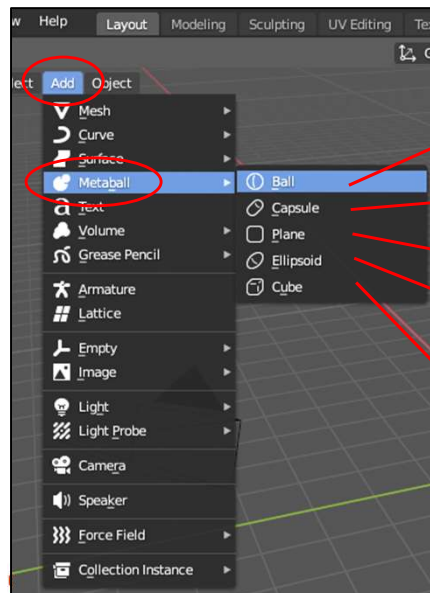 w Help Layout Modeling Sculpting UV Editing Te
lect Add Object
Mesh
Curve
Surface
Metaball
Text
Volume
Grease Pencil
Armature
Lattice
Empty
Image
Light
Light Probe
Camera
Speaker
Force Field
Collection Instance
Ball
Capsule
Plane
Ellipsoid
Cube